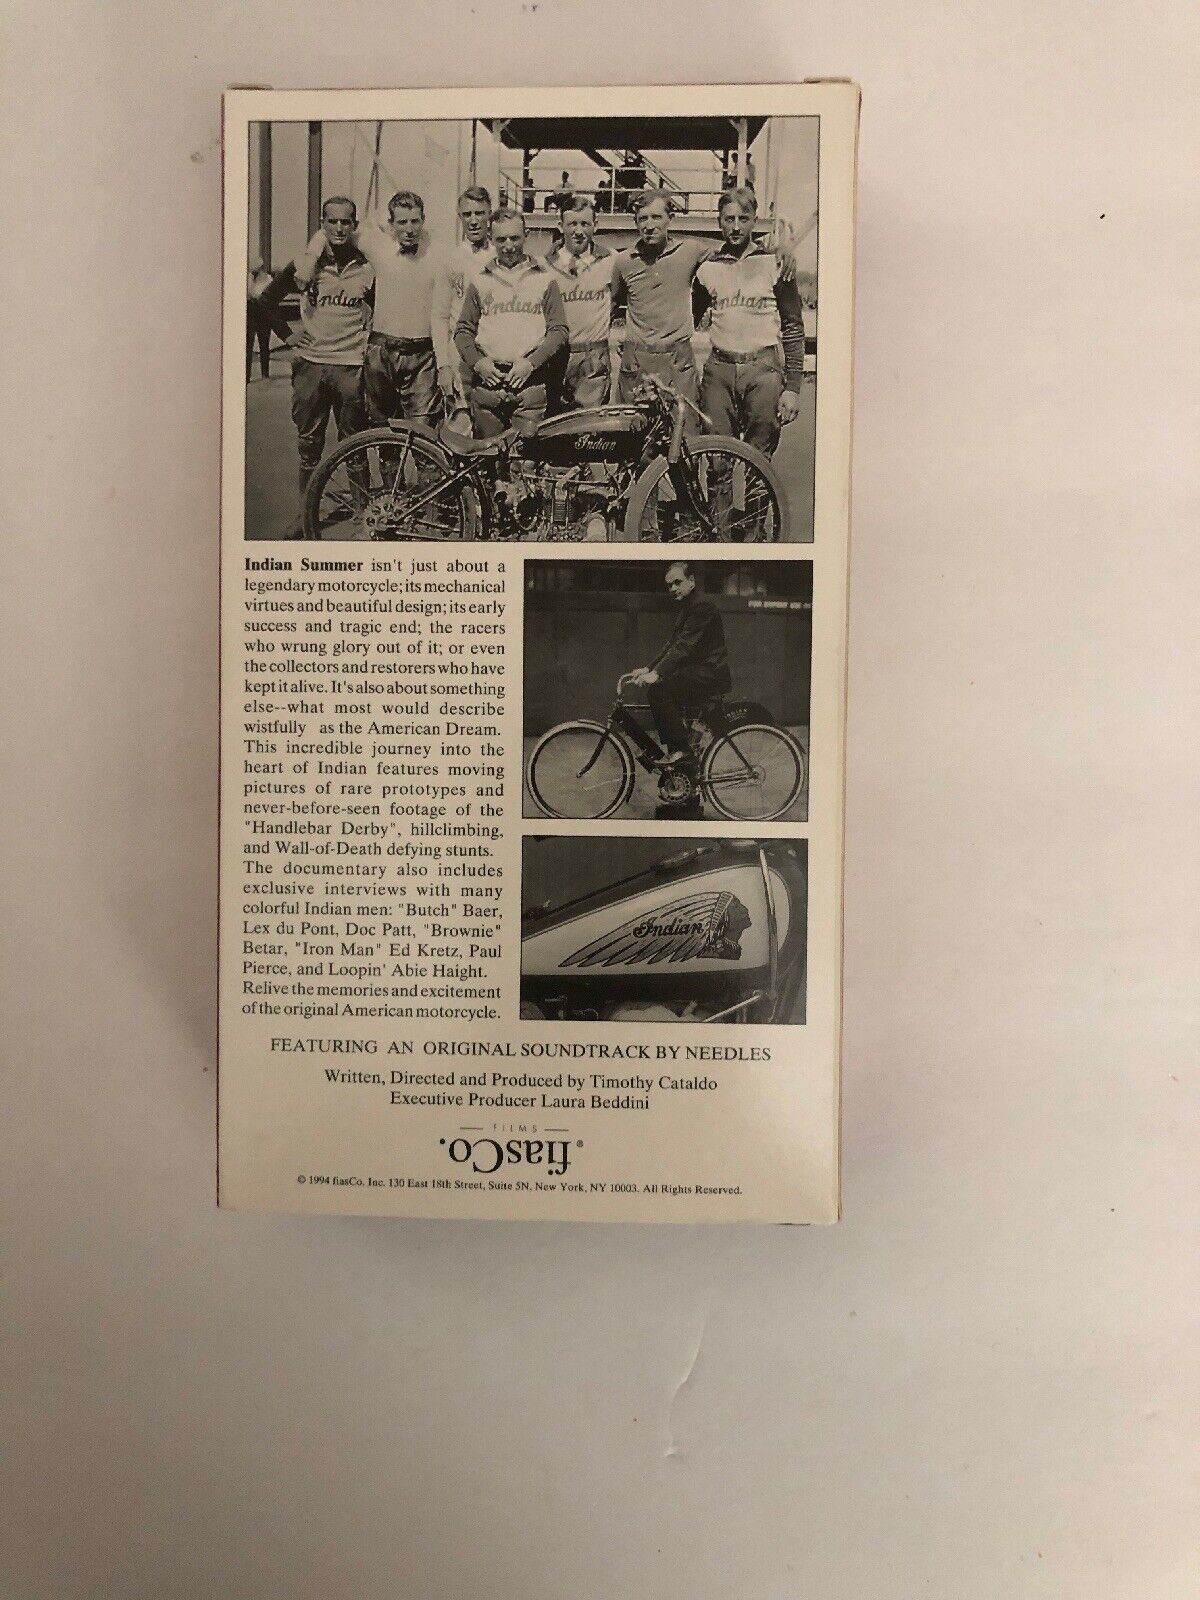 Indian
Indian
Indian
Indian
Indian
Indian Summer isn't just about a
legendary motorcycle; its mechanical
virtues and beautiful design; its early
success and tragic end; the racers
who wrung glory out of it; or even
the collectors and restorers who have
kept it alive. It's also about something
else--what most would describe
wistfully as the American Dream.
This incredible journey into the
heart of Indian features moving
pictures of rare prototypes and
never-before-seen footage of the
"Handlebar Derby", hillclimbing,
and Wall-of-Death defying stunts.
The documentary also includes
exclusive interviews with many
colorful Indian men: "Butch" Baer,
Lex du Pont, Doc Patt, "Brownie"
Betar, "Iron Man" Ed Kretz, Paul
Pierce, and Loopin' Abie Haight.
Relive the memories and excitement
of the original American motorcycle.
INDIAN
Indian
FEATURING AN ORIGINAL SOUNDTRACK BY NEEDLES
Written, Directed and Produced by Timothy Cataldo
Executive Producer Laura Beddini
FILMS
fiasCo.®
© 1994 fiasCo. Inc. 130 East 18th Street, Suite 5N, New York, NY 10003. All Rights Reserved.